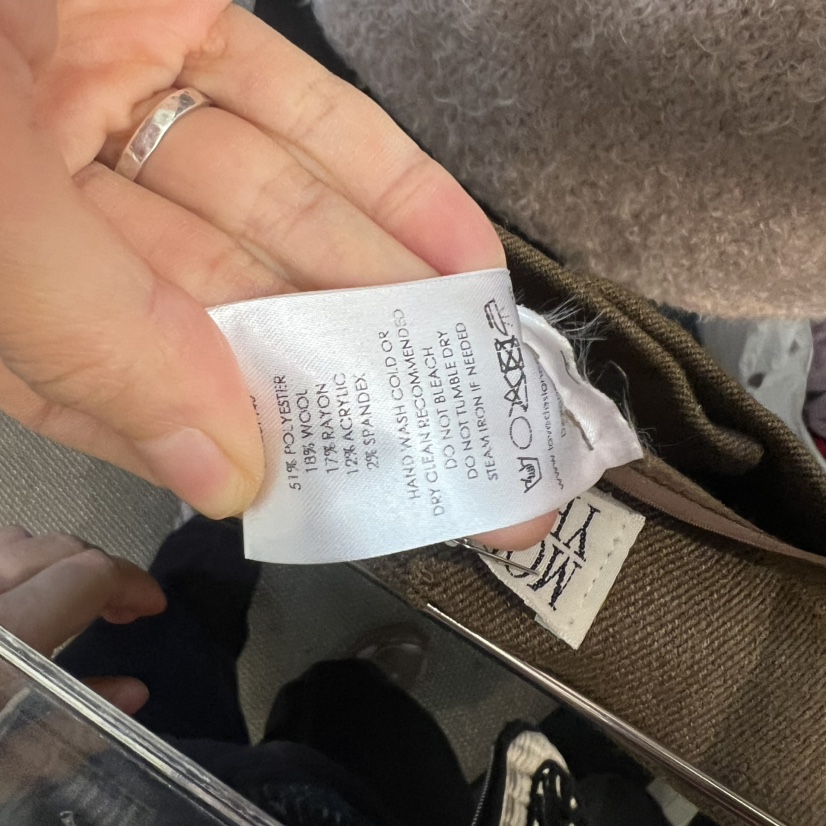 51% POLYESTER
18% WOOL
17% RAYON
12% ACRYLIC
2% SPANDEX
HAND WASH COLD OR
DRY CLEAN RECOMMENDED
DO NOT BLEACH
DO NOT TUMBLE DRY
STEAM IRON IF NEEDED